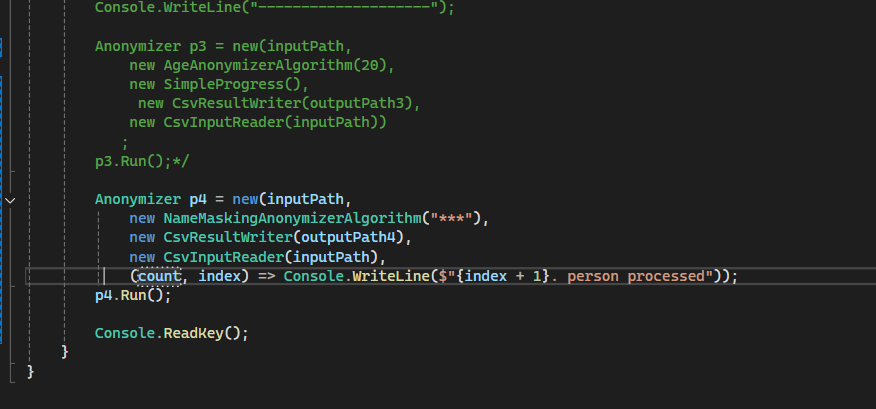 Console.WriteLine("--------------------");
Anonymizer p3 = new(inputPath,
new AgeAnonymizerAlgorithm(20),
new SimpleProgress(),
new CsvResultWriter(outputPath3),
new CsvInputReader(inputPath))
;
p3.Run();*/
Anonymizer p4 = new(inputPath,
new NameMaskingAnonymizerAlgorithm("***"),
new CsvResultWriter(outputPath4),
new CsvInputReader(inputPath),
(count, index) => Console.WriteLine($"{index + 1}. person processed"));
p4.Run();
Console.ReadKey();
}
}